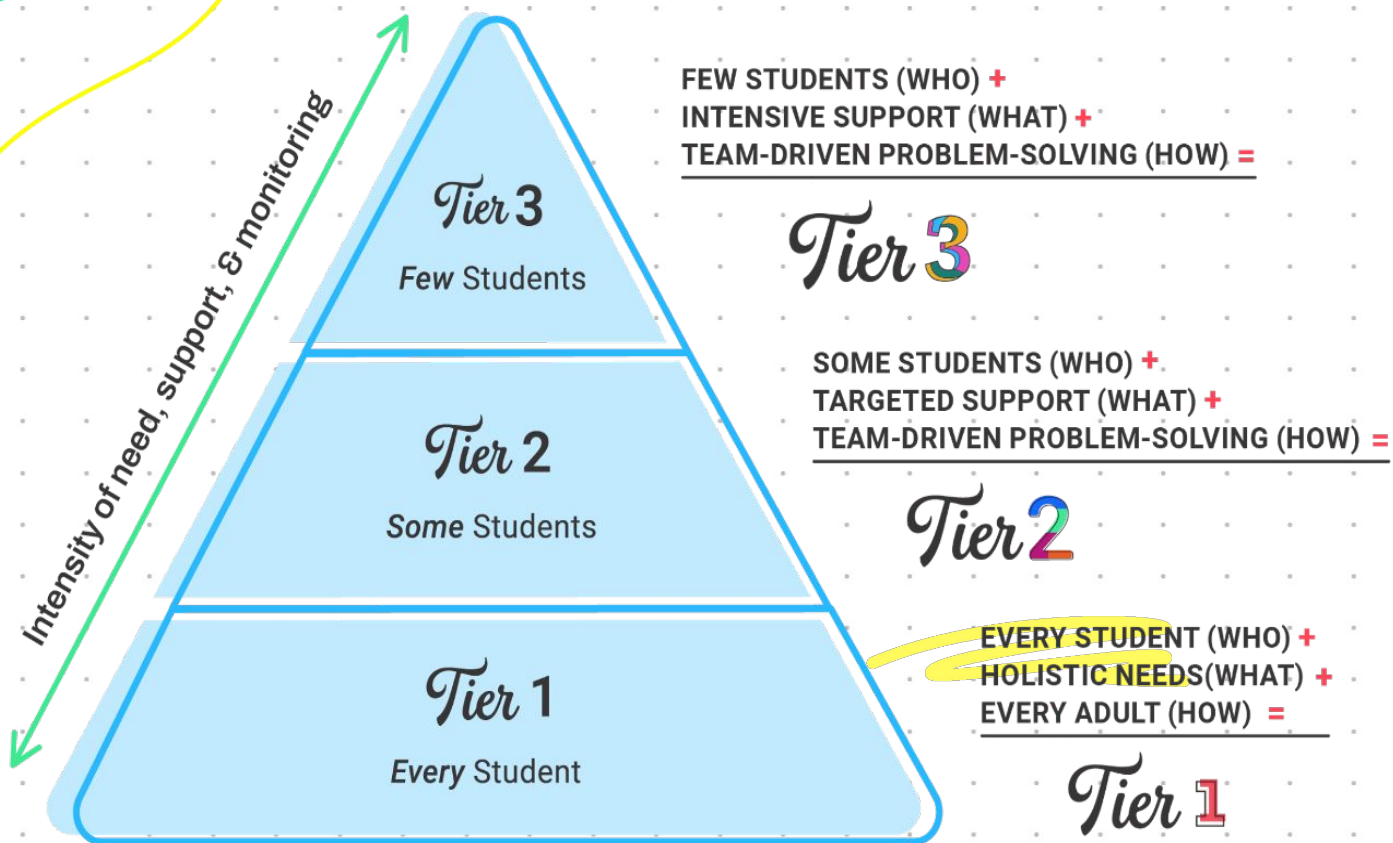 Intensity of need, support, & monitoring
Tier 3
Few Students
Tier 2
Some Students
Tier 1
Every Student
FEW STUDENTS (WHO) +
INTENSIVE SUPPORT (WHAT) +
TEAM-DRIVEN PROBLEM-SOLVING (HOW) =
Tier 3
SOME STUDENTS (WHO) +
TARGETED SUPPORT (WHAT) +
TEAM-DRIVEN PROBLEM-SOLVING (HOW) =
Tier 2
EVERY STUDENT (WHO) +
HOLISTIC NEEDS(WHAT) +
EVERY ADULT (HOW) =
Tier 1